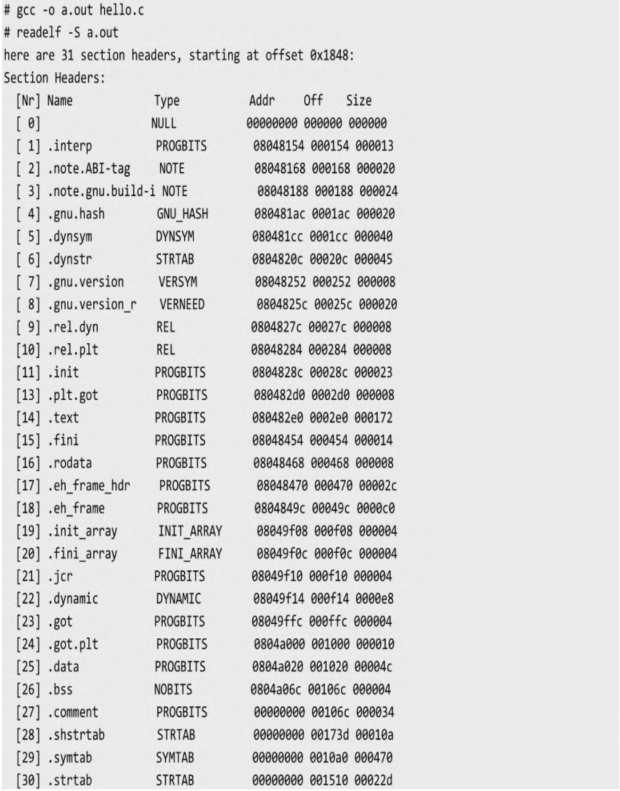 # gcc -o a.out hello.c
# readelf -S a.out
here are 31 section headers, starting at offset 0x1848:
Section Headers:
[Nr] Name Type Addr Off Size
[ 0] NULL 00000000 000000 000000
[ 1] .interp PROGBITS 08048154 000154 000013
[ 2] .note.ABI-tag NOTE 08048168 000168 000020
[ 3] .note.gnu.build-i NOTE 08048188 000188 000024
[ 4] .gnu.hash GNU_HASH 080481ac 0001ac 000020
[ 5] .dynsym DYNSYM 080481cc 0001cc 000040
[ 6] .dynstr STRTAB 0804820c 00020c 000045
[ 7] .gnu.version VERSYM 08048252 000252 000008
[ 8] .gnu.version_r VERNEED 0804825c 00025c 000020
[ 9] .rel.dyn REL 0804827c 00027c 000008
[10] .rel.plt REL 08048284 000284 000008
[11] .init PROGBITS 0804828c 00028c 000023
[13] .plt.got PROGBITS 080482d0 0002d0 000008
[14] .text PROGBITS 080482e0 0002e0 000172
[15] .fini PROGBITS 08048454 000454 000014
[16] .rodata PROGBITS 08048468 000468 000008
[17] .eh_frame_hdr PROGBITS 08048470 000470 00002c
[18] .eh_frame PROGBITS 0804849c 00049c 0000c0
[19] .init_array INIT_ARRAY 08049f08 000f08 000004
[20] .fini_array FINI_ARRAY 08049f0c 000f0c 000004
[21] .jcr PROGBITS 08049f10 000f10 000004
[22] .dynamic DYNAMIC 08049f14 000f14 0000e8
[23] .got PROGBITS 08049ffc 000ffc 000004
[24] .got.plt PROGBITS 0804a000 001000 000010
[25] .data PROGBITS 0804a020 001020 00004c
[26] .bss NOBITS 0804a06c 00106c 000004
[27] .comment PROGBITS 00000000 00106c 000034
[28] .shstrtab STRTAB 00000000 00173d 00010a
[29] .symtab SYMTAB 00000000 0010a0 000470
[30] .strtab STRTAB 00000000 001510 00022d